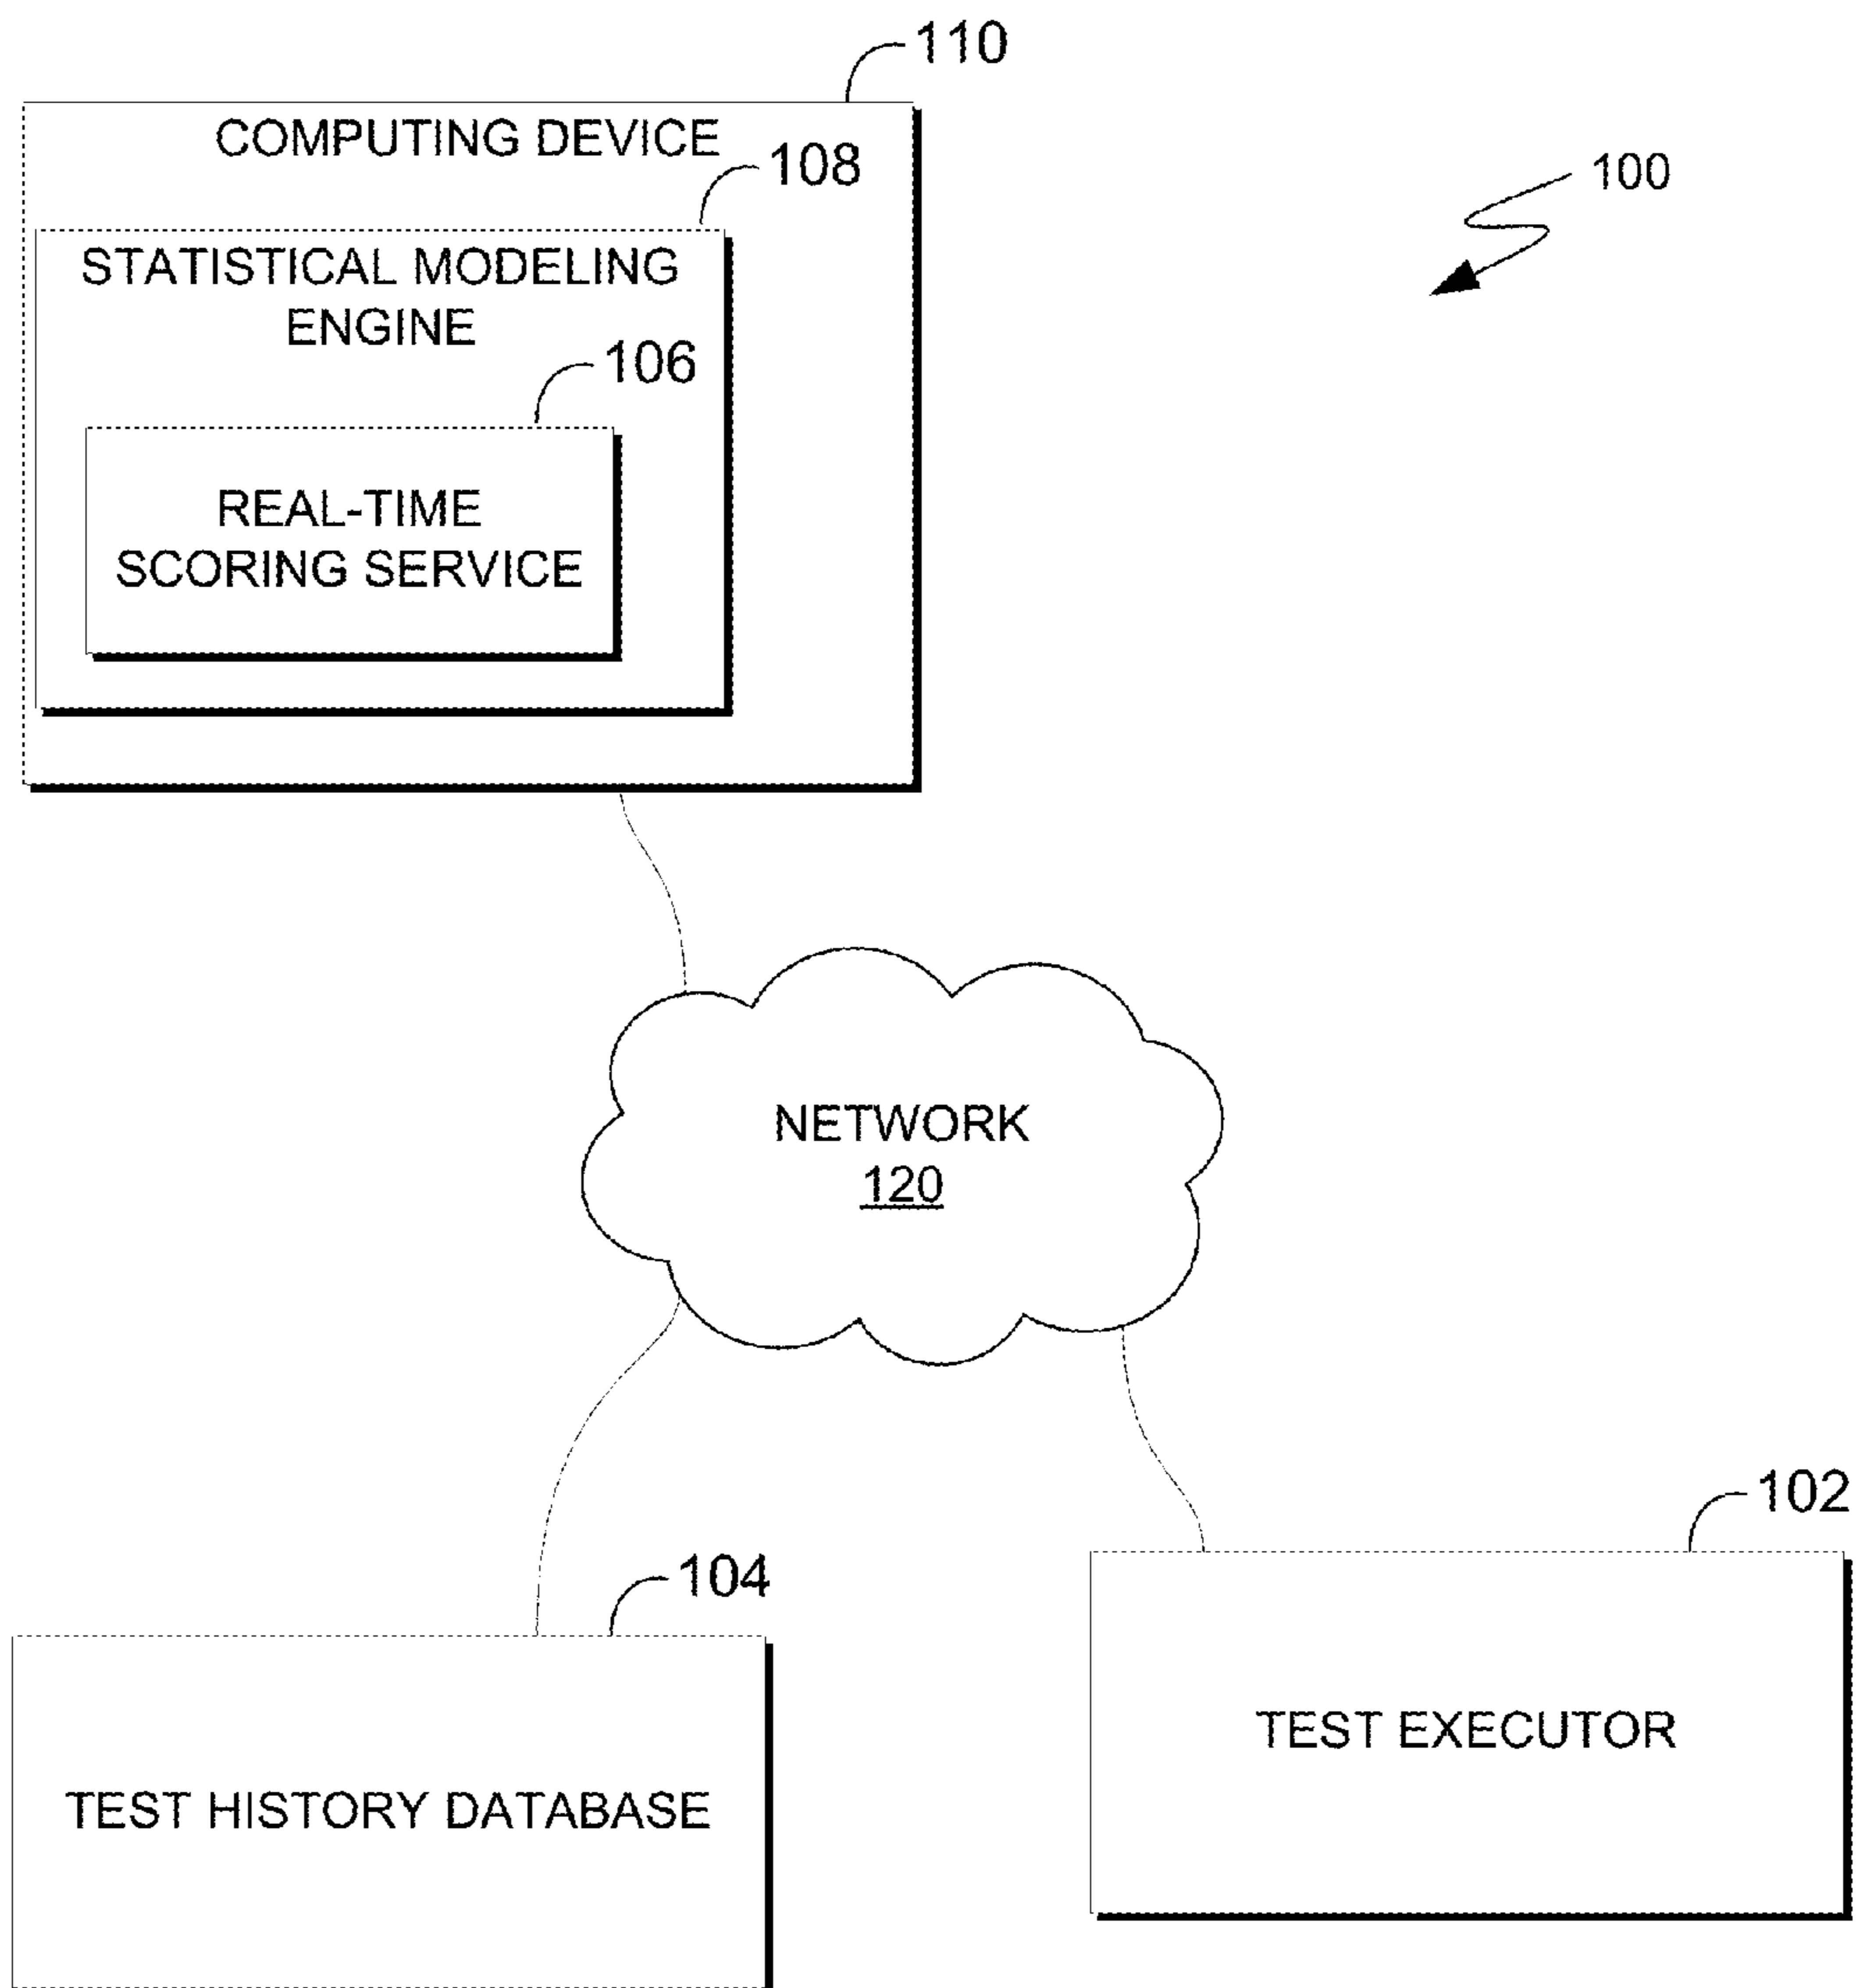 110
COMPUTING DEVICE
108
100
STATISTICAL MODELING
ENGINE
106
REAL-TIME
SCORING SERVICE
NETWORK
120
102
104
TEST EXECUTOR
TEST HISTORY DATABASE